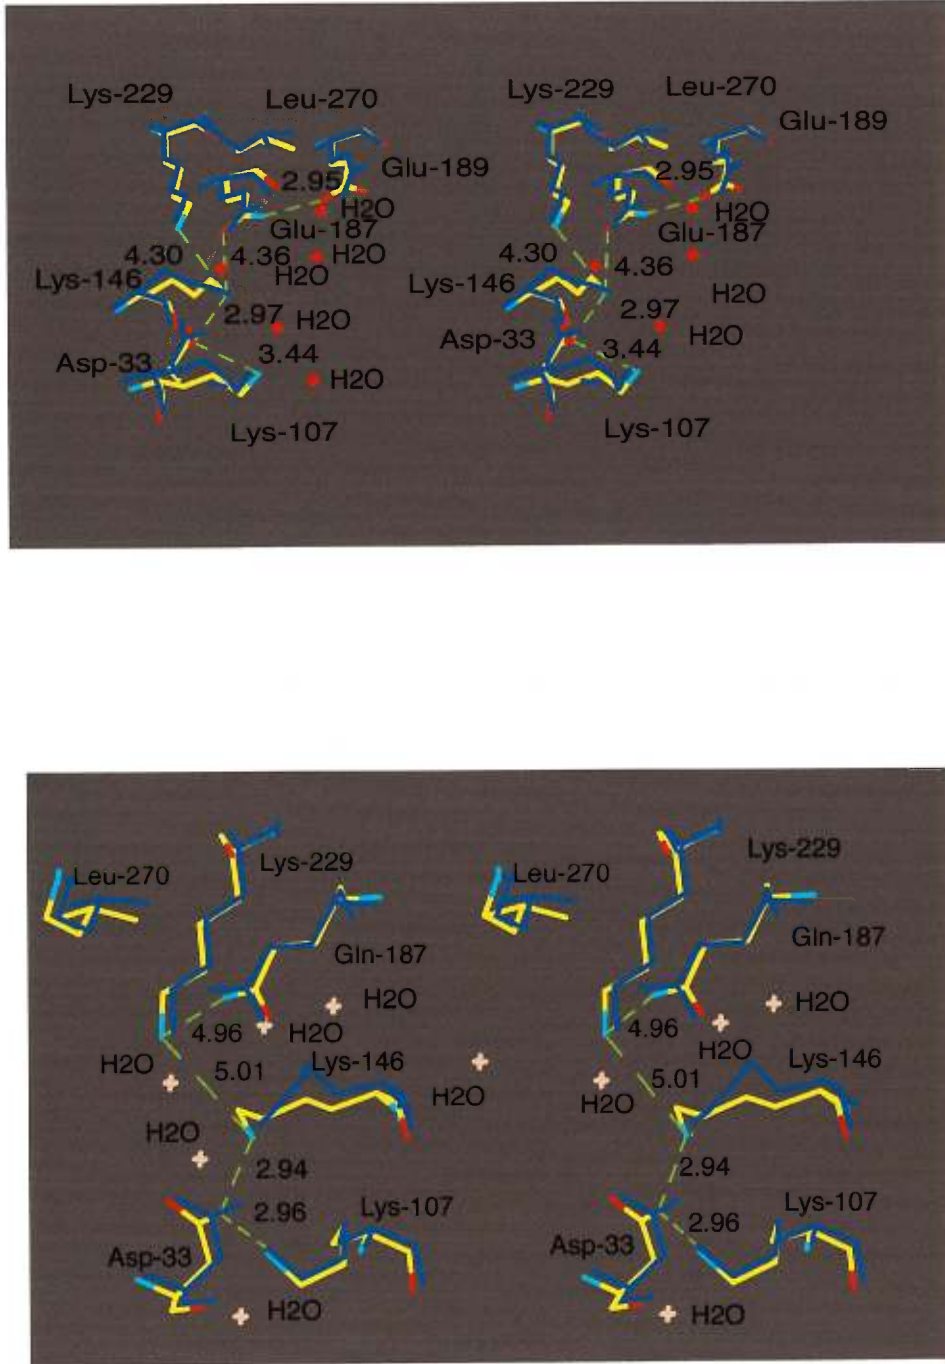 Lys-229 Leu-270 Lys-229 Leu-270
Glu-189
Glu-189
2.95 2.95
H2O H2O
Glu-187 Glu-187
4.30 4.36 H2O 4.30 4.36
Lys-146 H2O Lys-146 H2O
2.97 H2O 2.97 H2O
Asp-33 3.44 Asp-33 3.44
H2O
Lys-107 Lys-107
Lys-229 Lys-229
Leu-270 Leu-270
Gln-187 Gln-187
H2O H2O
4.96 H2O 4.96 H2O
H2O 5.01 Lys-146 H2O 5.01 Lys-146
H2O
2.94 2.94
2.96 Lys-107 2.96 Lys-107
Asp-33 Asp-33
H2O H2O